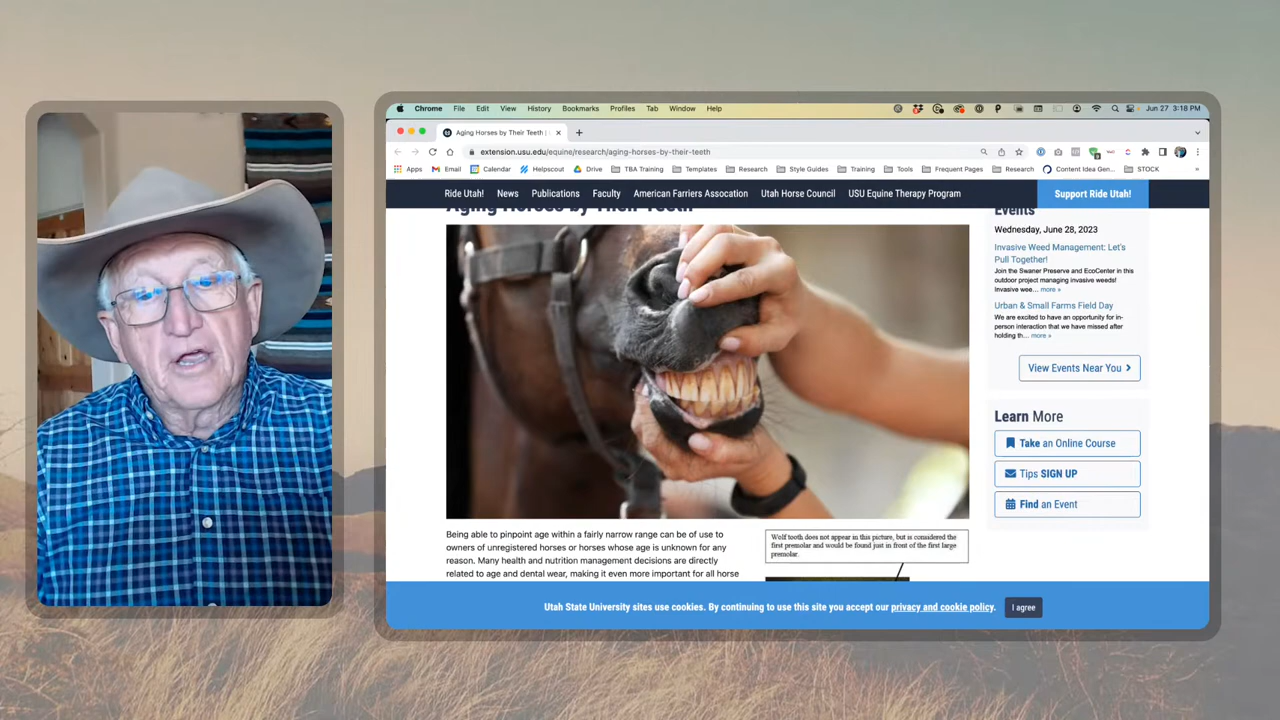 Chrome File Edit View History Bookmarks Profiles Tab Window Help
Jun 27 3:18 PM
Aging Horses by Their Teeth |
extension.usu.edu/equine/research/aging-horses-by-their-teeth
Apps Email Calendar Helpscout Drive TBA Training Templates Research Style Guides Training Tools Frequent Pages Research Content Idea Gen... STOCK »
Ride Utah! News Publications Faculty American Farriers Assocation Utah Horse Council USU Equine Therapy Program Support Ride Utah!
Aging Horses by Their Teeth
Events
Wednesday, June 28, 2023
Invasive Weed Management: Let's
Pull Together!
Join the Swaner Preserve and EcoCenter in this
outdoor project managing invasive weeds!
Invasive wee... more »
Urban & Small Farms Field Day
We are excited to have an opportunity for in-
person interaction that we have missed after
holding th... more »
View Events Near You
Learn More
Take an Online Course
Tips SIGN UP
Find an Event
Being able to pinpoint age within a fairly narrow range can be of use to
owners of unregistered horses or horses whose age is unknown for any
reason. Many health and nutrition management decisions are directly
related to age and dental wear, making it even more important for all horse
Wolf tooth does not appear in this picture, but is considered the
first premolar and would be found just in front of the first large
premolar.
Utah State University sites use cookies. By continuing to use this site you accept our privacy and cookie policy. I agree